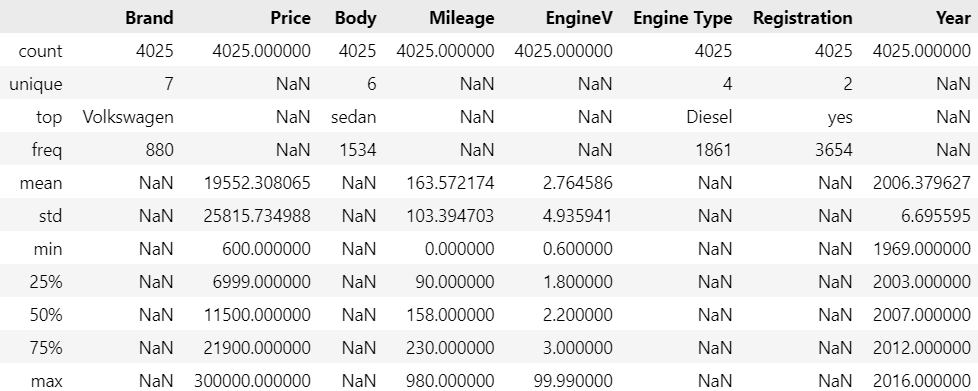 Brand Price Body Mileage EngineV Engine Type Registration Year
count 4025 4025.000000 4025 4025.000000 4025.000000 4025 4025 4025.000000
unique 7 NaN 6 NaN NaN 4 2 NaN
top Volkswagen NaN sedan NaN NaN Diesel yes NaN
freq 880 NaN 1534 NaN NaN 1861 3654 NaN
mean NaN 19552.308065 NaN 163.572174 2.764586 NaN NaN 2006.379627
std NaN 25815.734988 NaN 103.394703 4.935941 NaN NaN 6.695595
min NaN 600.000000 NaN 0.000000 0.600000 NaN NaN 1969.000000
25% NaN 6999.000000 NaN 90.000000 1.800000 NaN NaN 2003.000000
50% NaN 11500.000000 NaN 158.000000 2.200000 NaN NaN 2007.000000
75% NaN 21900.000000 NaN 230.000000 3.000000 NaN NaN 2012.000000
max NaN 300000.000000 NaN 980.000000 99.990000 NaN NaN 2016.000000